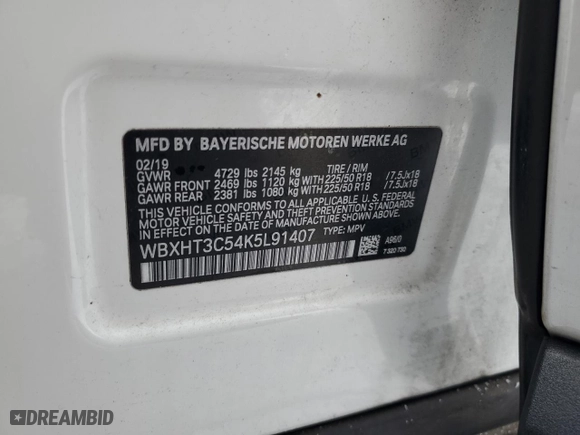 MFD BY BAYERISCHE MOTOREN WERKE AG
02/19
GVWR 4729 lbs 2145 kg TIRE / RIM
GAWR FRONT 2469 lbs 1120 kg WITH 225/50 R18 / 7.5Jx18
GAWR REAR 2381 lbs 1080 kg WITH 225/50 R18 / 7.5Jx18
THIS VEHICLE CONFORMS TO ALL APPLICABLE U.S. FEDERAL
MOTOR VEHICLE SAFETY, BUMPER, AND THEFT PREVENTION
STANDARDS IN EFFECT ON THE DATE OF MANUFACTURE SHOWN ABOVE.
WBXHT3C54K5L91407 TYPE: MPV
A96/0
7 320 730
DREAMBID